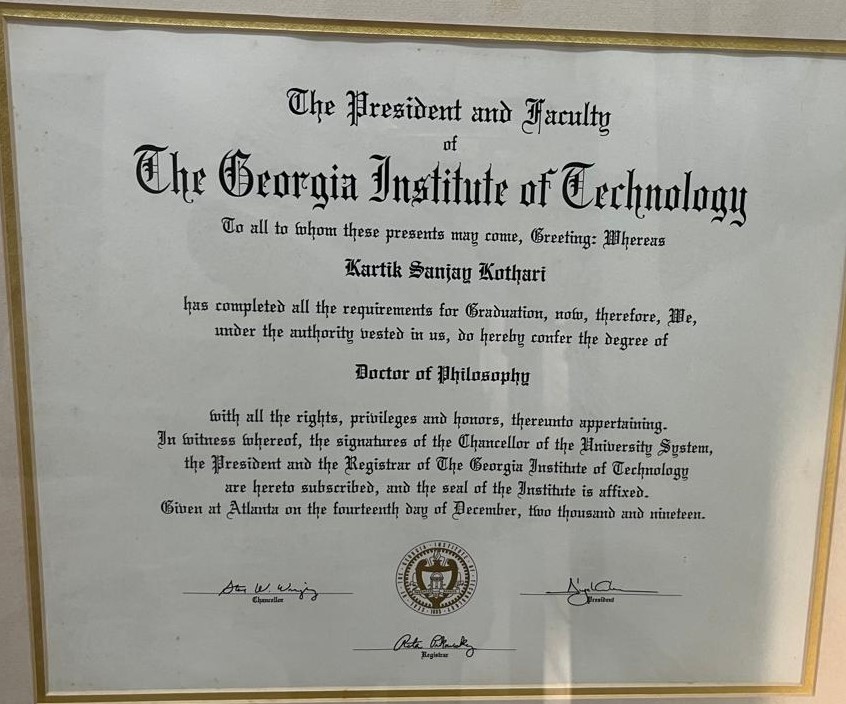 The President and Faculty
of
The Georgia Institute of Technology
To all to whom these presents may come, Greeting: Whereas
Kartik Sanjay Kothari
has completed all the requirements for Graduation, now, therefore, We,
under the authority vested in us, do hereby confer the degree of
Doctor of Philosophy
with all the rights, privileges and honors, thereunto appertaining.
In witness whereof, the signatures of the Chancellor of the University System,
the President and the Registrar of The Georgia Institute of Technology
are hereto subscribed, and the seal of the Institute is affixed.
Given at Atlanta on the fourteenth day of December, two thousand and nineteen.
Chancellor
President
Registrar